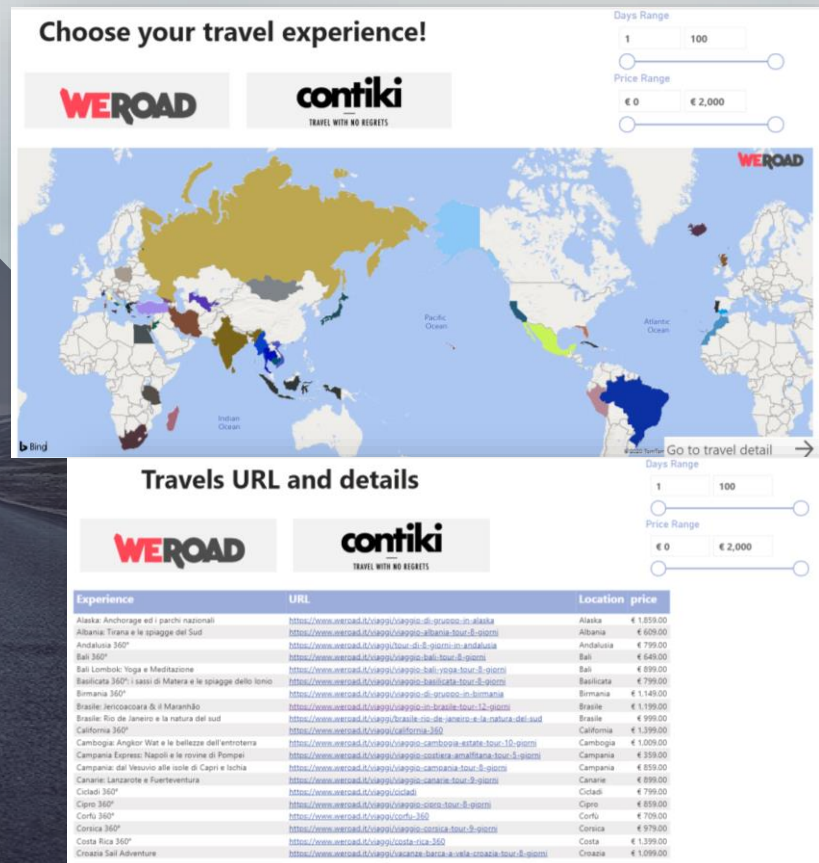 Choose your travel experience!
Days Range
1 100
Price Range
€ 0 € 2,000
WEROAD
contiki
TRAVEL WITH NO REGRETS
WEROAD
Pacific
Ocean
Atlantic
Ocean
Indian
Ocean
Bing
Go to travel detail
Travels URL and details
Days Range
1 100
Price Range
€ 0 € 2,000
WEROAD
contiki
TRAVEL WITH NO REGRETS
Experience URL Location price
Alaska: Anchorage ed i parchi nazionali https://www.weroad.it/viaggi/viaggio-di-gruppo-in-alaska Alaska € 1.859.00
Albania: Tirana e le spiagge del Sud https://www.weroad.it/viaggi/viaggio-albania-tour-8-giorni Albania € 609.00
Andalusia 360° https://www.weroad.it/viaggi/tour-di-8-giorni-in-andalusia Andalusia € 799.00
Bali 360° https://www.weroad.it/viaggi/viaggio-bali-tour-8-giorni Bali € 649.00
Bali Lombok: Yoga e Meditazione https://www.weroad.it/viaggi/viaggio-bali-yoga-tour-8-giorni Bali € 899.00
Basilicata 360°: i sassi di Matera e le spiagge dello Ionio https://www.weroad.it/viaggi/viaggio-basilicata-tour-8-giorni Basilicata € 799.00
Birmania 360° https://www.weroad.it/viaggi/viaggio-di-gruppo-in-birmania Birmania € 1.149.00
Brasile: Jericoacoara & il Maranhão https://www.weroad.it/viaggi/viaggio-in-brasile-tour-12-giorni Brasile € 1,199.00
Brasile: Rio de Janeiro e la natura del sud https://www.weroad.it/viaggi/brasile-rio-de-janeiro-e-la-natura-del-sud Brasile € 999.00
California 360° https://www.weroad.it/viaggi/california-360 California € 1,399.00
Cambogia: Angkor Wat e le bellezze dell'entroterra https://www.weroad.it/viaggi/viaggio-cambogia-estate-tour-10-giorni Cambogia € 1,009.00
Campania Express: Napoli e le rovine di Pompei https://www.weroad.it/viaggi/viaggio-costiera-amalfitana-tour-5-giorni Campania € 359.00
Campania: dal Vesuvio alle isole di Capri e Ischia https://www.weroad.it/viaggi/viaggio-campania-tour-8-giorni Campania € 859.00
Canarie: Lanzarote e Fuerteventura https://www.weroad.it/viaggi/viaggio-canarie-tour-9-giorni Canarie € 899.00
Cicladi 360° https://www.weroad.it/viaggi/cicladi Cicladi € 799.00
Cipro 360° https://www.weroad.it/viaggi/viaggio-cipro-tour-8-giorni Cipro € 859.00
Corfù 360° https://www.weroad.it/viaggi/corfu-360 Corfù € 709.00
Corsica 360° https://www.weroad.it/viaggi/viaggio-corsica-tour-9-giorni Corsica € 979.00
Costa Rica 360° https://www.weroad.it/viaggi/costa-rica-360 Costa € 1,399.00
Croazia Sail Adventure https://www.weroad.it/viaggi/vacanze-barca-a-vela-croazia-tour-8-giorni Croazia € 1,099.00